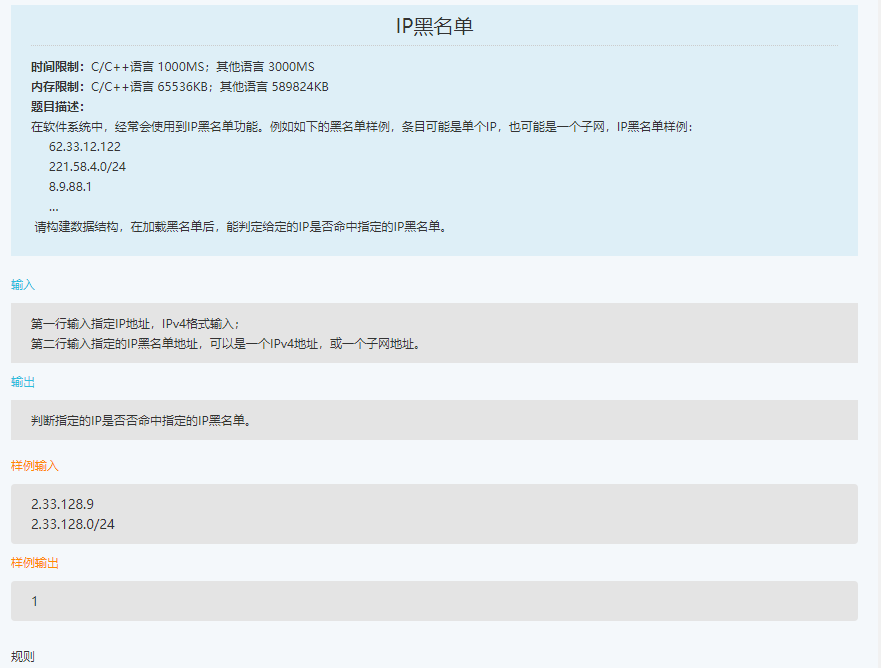 IP黑名单
时间限制：C/C++语言 1000MS；其他语言 3000MS
内存限制：C/C++语言 65536KB；其他语言 589824KB
题目描述：
在软件系统中，经常会使用到IP黑名单功能。例如如下的黑名单样例，条目可能是单个IP，也可能是一个子网，IP黑名单样例：
62.33.12.122
221.58.4.0/24
8.9.88.1
...
请构建数据结构，在加载黑名单后，能判定给定的IP是否命中指定的IP黑名单。
输入
第一行输入指定IP地址，IPv4格式输入；
第二行输入指定的IP黑名单地址，可以是一个IPv4地址，或一个子网地址。
输出
判断指定的IP是否否命中指定的IP黑名单。
样例输入
2.33.128.9
2.33.128.0/24
样例输出
1
规则